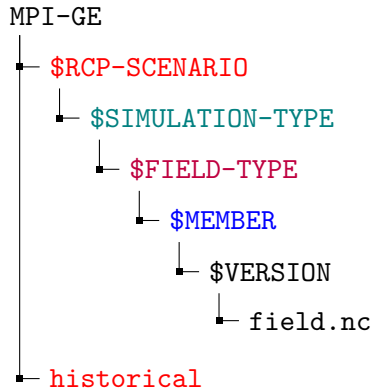 MPI-GE
$RCP-SCENARIO
$SIMULATION-TYPE
$FIELD-TYPE
$MEMBER
$VERSION
field.nc
historical